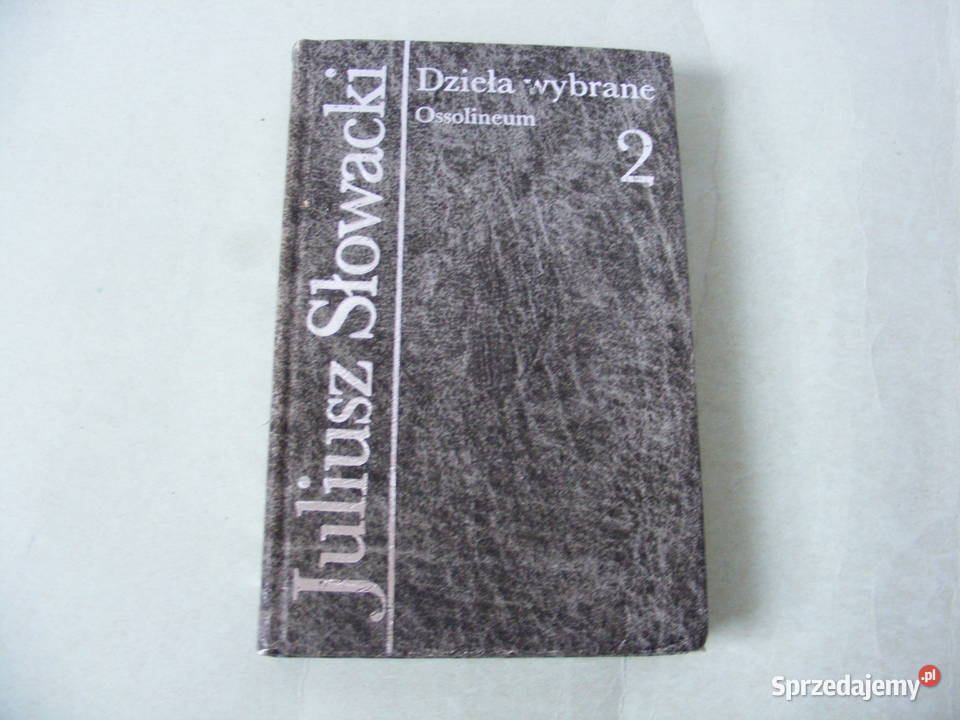 Juliusz Słowacki
Dzieła wybrane
Ossolineum
2
Sprzedajemy.pl